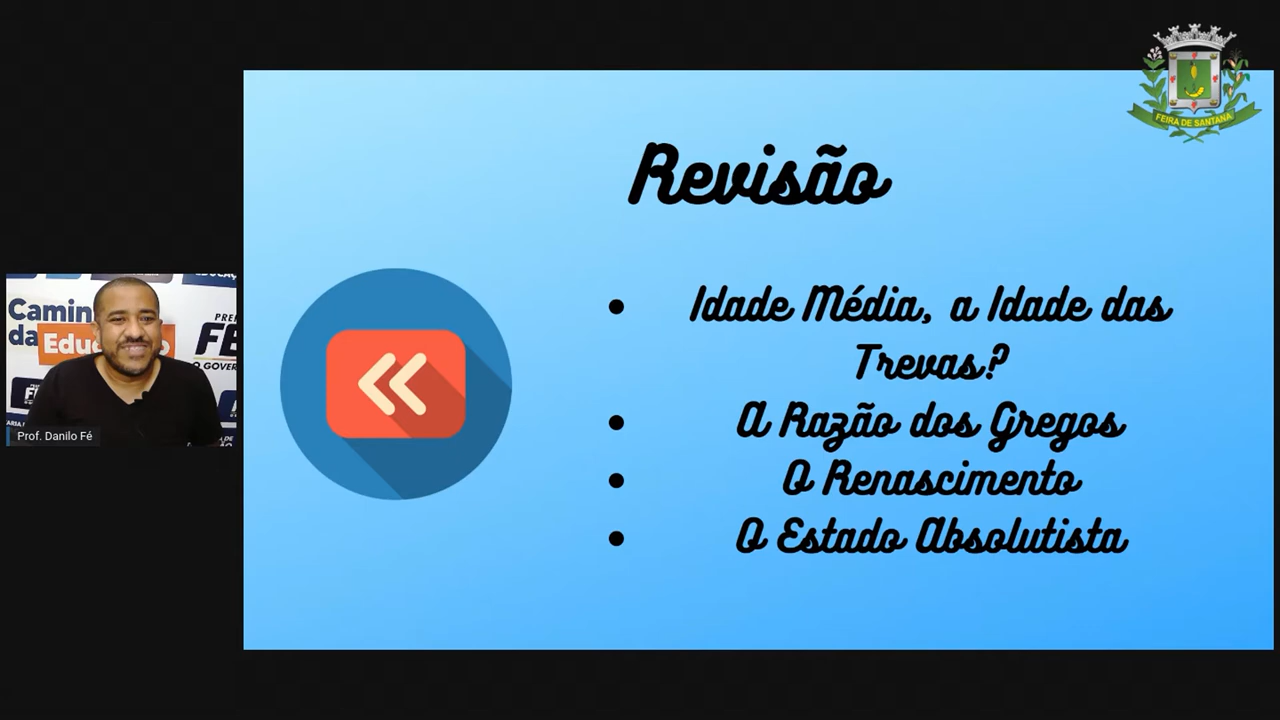 FEIRA DE SANTANA
Revisão
• Idade Média, a Idade das
Trevas?
• A Razão dos Gregos
• O Renascimento
• O Estado Absolutista
Prof. Danilo Fé